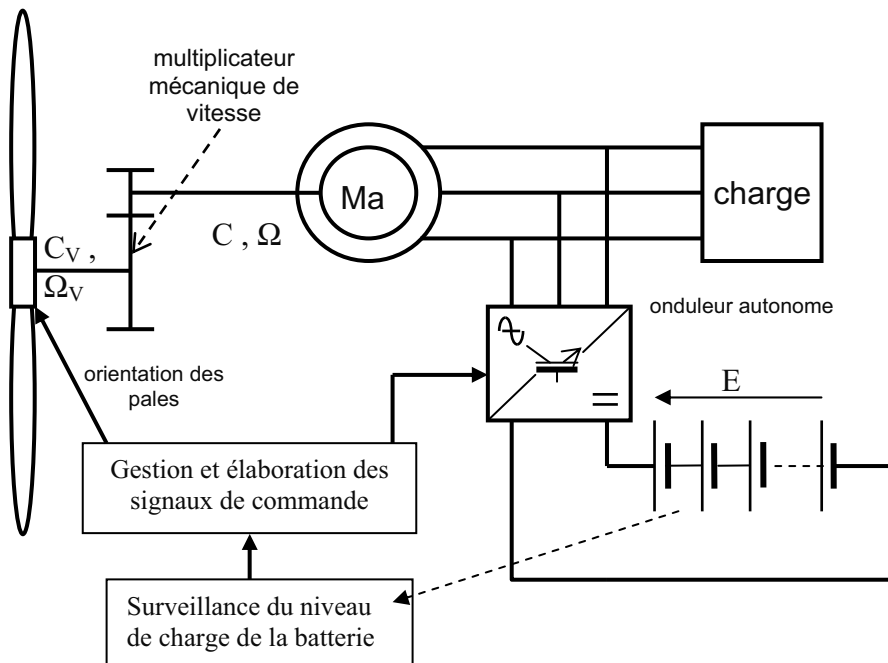 multiplicateur
mécanique de
vitesse
Ma
charge
C , Ω
C_V ,
Ω_V
onduleur autonome
orientation des
pales
E
Gestion et élaboration des
signaux de commande
Surveillance du niveau
de charge de la batterie